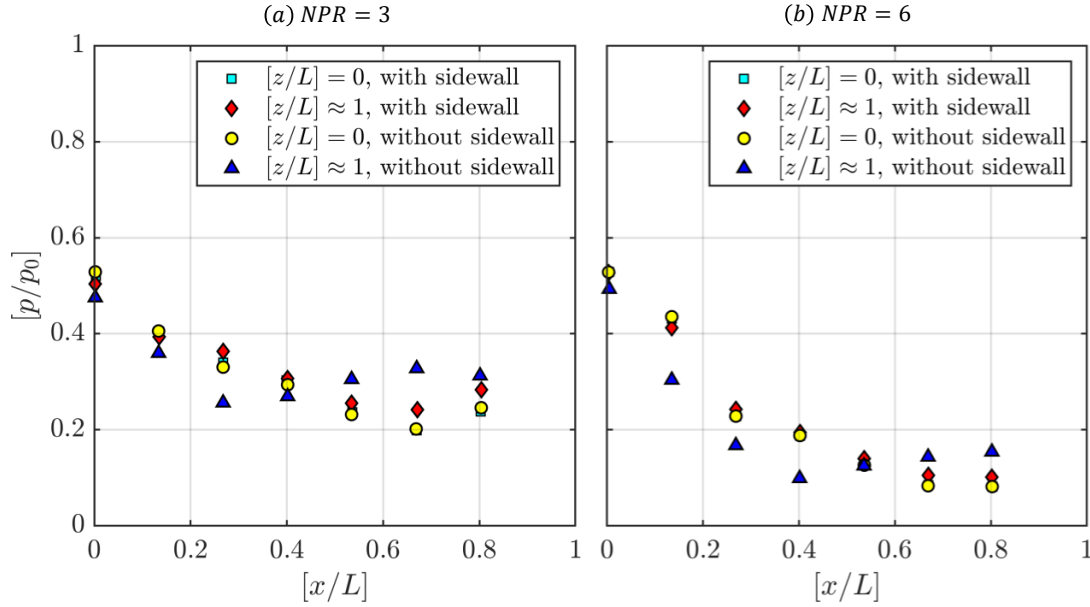 (a) NPR = 3
(b) NPR = 6
[z/L] = 0, with sidewall
[z/L] ≈ 1, with sidewall
[z/L] = 0, without sidewall
[z/L] ≈ 1, without sidewall
1
0.8
0.6
0.4
0.2
0
[p/p₀]
0
0.2
0.4
0.6
0.8
1
[x/L]
[z/L] = 0, with sidewall
[z/L] ≈ 1, with sidewall
[z/L] = 0, without sidewall
[z/L] ≈ 1, without sidewall
0
0.2
0.4
0.6
0.8
1
[x/L]